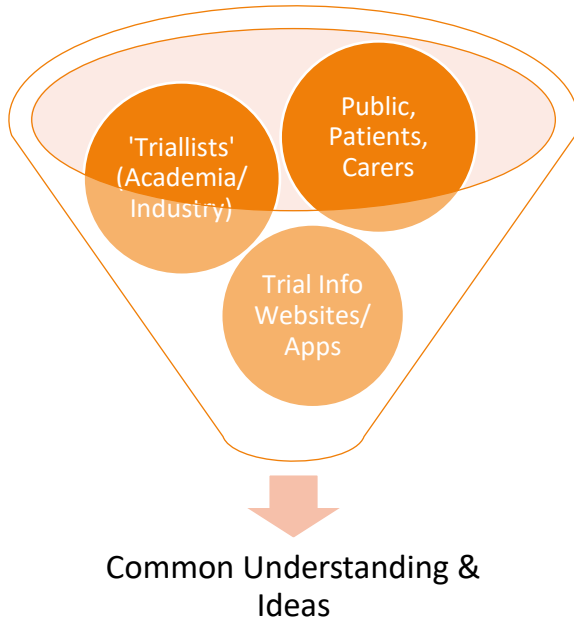 'Triallists'
(Academia/
Industry)
Public,
Patients,
Carers
Trial Info
Websites/
Apps
Common Understanding &
Ideas